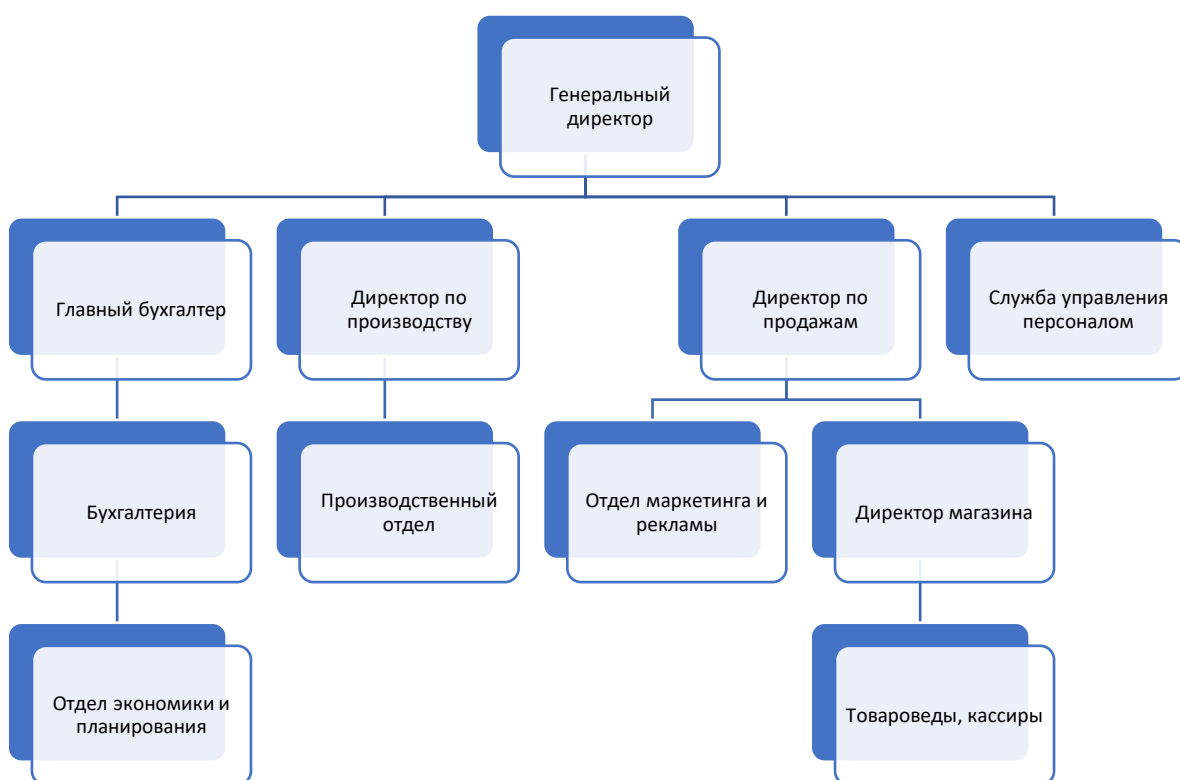 Генеральный
директор
Главный бухгалтер
Директор по
производству
Директор по
продажам
Служба управления
персоналом
Бухгалтерия
Производственный
отдел
Отдел маркетинга и
рекламы
Директор магазина
Отдел экономики и
планирования
Товароведы, кассиры